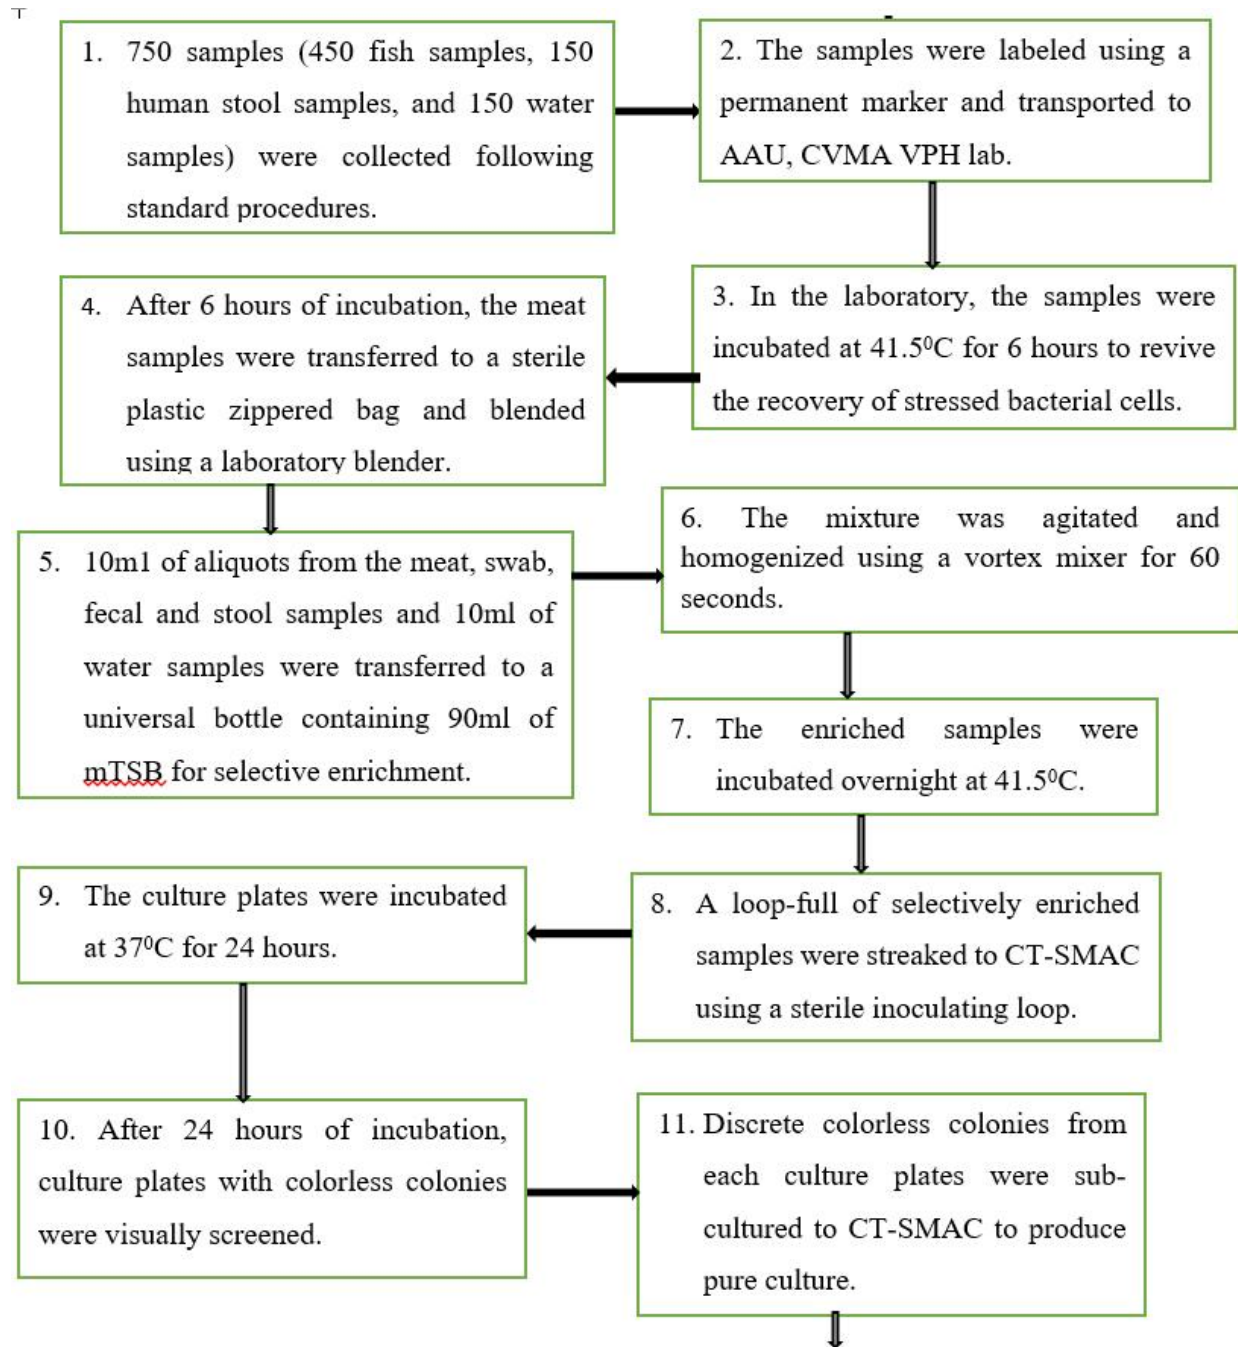 1. 750 samples (450 fish samples, 150
human stool samples, and 150 water
samples) were collected following
standard procedures.
2. The samples were labeled using a
permanent marker and transported to
AAU, CVMA VPH lab.
3. In the laboratory, the samples were
incubated at 41.5⁰C for 6 hours to revive
the recovery of stressed bacterial cells.
4. After 6 hours of incubation, the meat
samples were transferred to a sterile
plastic zippered bag and blended
using a laboratory blender.
5. 10m1 of aliquots from the meat, swab,
fecal and stool samples and 10ml of
water samples were transferred to a
universal bottle containing 90ml of
mTSB for selective enrichment.
6. The mixture was agitated and
homogenized using a vortex mixer for 60
seconds.
7. The enriched samples were
incubated overnight at 41.5⁰C.
8. A loop-full of selectively enriched
samples were streaked to CT-SMAC
using a sterile inoculating loop.
9. The culture plates were incubated
at 37⁰C for 24 hours.
10. After 24 hours of incubation,
culture plates with colorless colonies
were visually screened.
11. Discrete colorless colonies from
each culture plates were sub-
cultured to CT-SMAC to produce
pure culture.